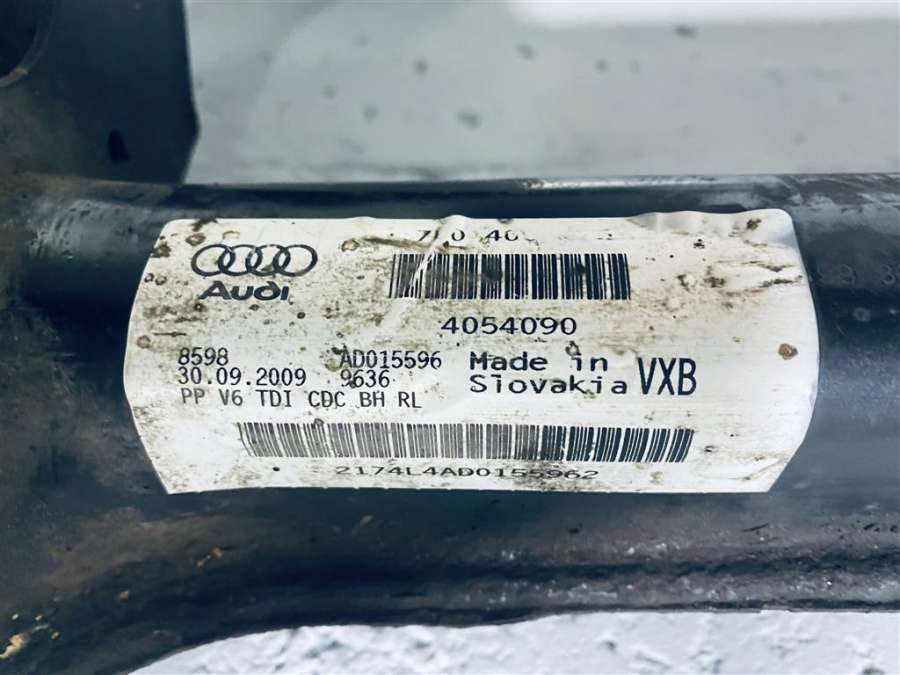 Audi
4054090
8598 AD015596
30.09.2009 9636
PP V6 TDI CDC BH RL
Made in
Slovakia VXB
2174L4AD0155962